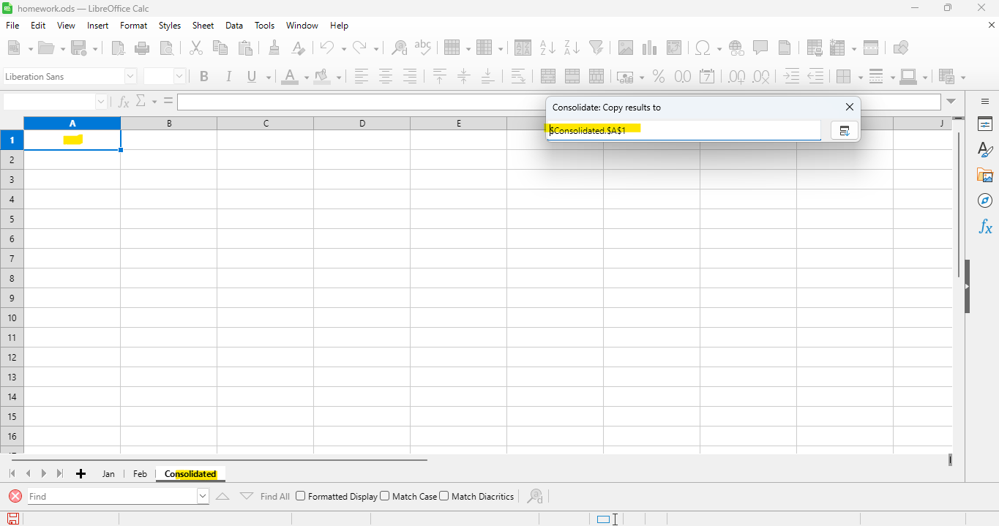 homework.ods — LibreOffice Calc
File Edit View Insert Format Styles Sheet Data Tools Window Help
Liberation Sans
Consolidate: Copy results to
$Consolidated.$A$1
A B C D E J
1
2
3
4
5
6
7
8
9
10
11
12
13
14
15
16
Jan Feb Consolidated
Find Find All Formatted Display Match Case Match Diacritics